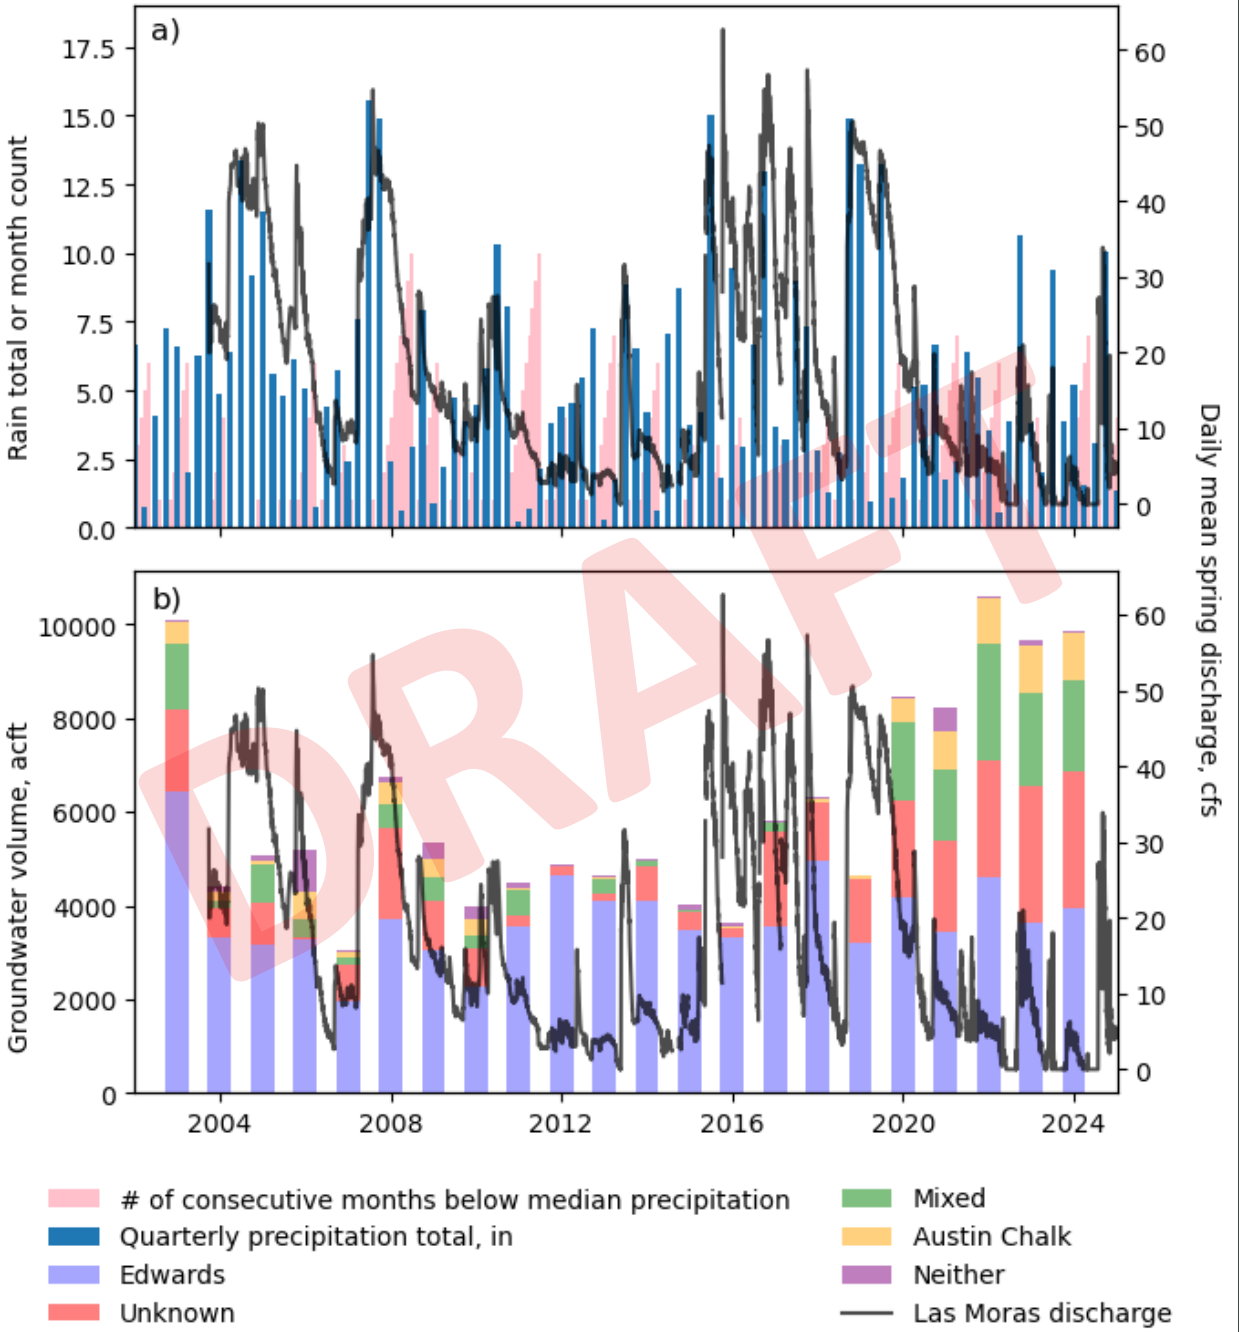 a)
17.5
15.0
12.5
10.0
7.5
5.0
2.5
0.0
Rain total or month count
60
50
40
30
20
10
0
Daily mean spring discharge, cfs
b)
10000
8000
6000
4000
2000
0
Groundwater volume, acft
60
50
40
30
20
10
0
2004 2008 2012 2016 2020 2024
DRAFT
# of consecutive months below median precipitation
Quarterly precipitation total, in
Edwards
Unknown
Mixed
Austin Chalk
Neither
Las Moras discharge